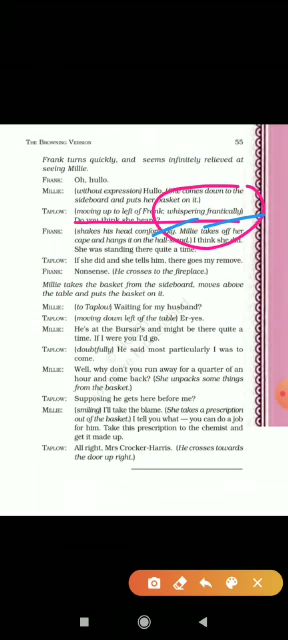 THE BROWNING VERSION 55
Frank turns quickly, and seems infinitely relieved at
seeing Millie.
FRANK: Oh, hullo.
MILLIE: (without expression) Hullo. (She comes down to the
sideboard and puts her basket on it.)
TAPLOW: (moving up to left of Frank; whispering frantically)
Do you think she heard?
FRANK: (shakes his head comfortingly). Millie takes off her
cape and hangs it on the hall-stand.) I think she did.
She was standing there quite a time.
TAPLOW: If she did and she tells him, there goes my remove.
FRANK: Nonsense. (He crosses to the fireplace.)
Millie takes the basket from the sideboard, moves above
the table and puts the basket on it.
MILLIE: (to Taplow) Waiting for my husband?
TAPLOW: (moving down left of the table) Er-yes.
MILLIE: He's at the Bursar's and might be there quite a
time. If I were you I'd go.
TAPLOW: (doubtfully) He said most particularly I was to
come.
MILLIE: Well, why don't you run away for a quarter of an
hour and come back? (She unpacks some things
from the basket.)
TAPLOW: Supposing he gets here before me?
MILLIE: (smiling) I'll take the blame. (She takes a prescription
out of the basket.) I tell you what — you can do a job
for him. Take this prescription to the chemist and
get it made up.
TAPLOW: All right, Mrs Crocker-Harris. (He crosses towards
the door up right.)